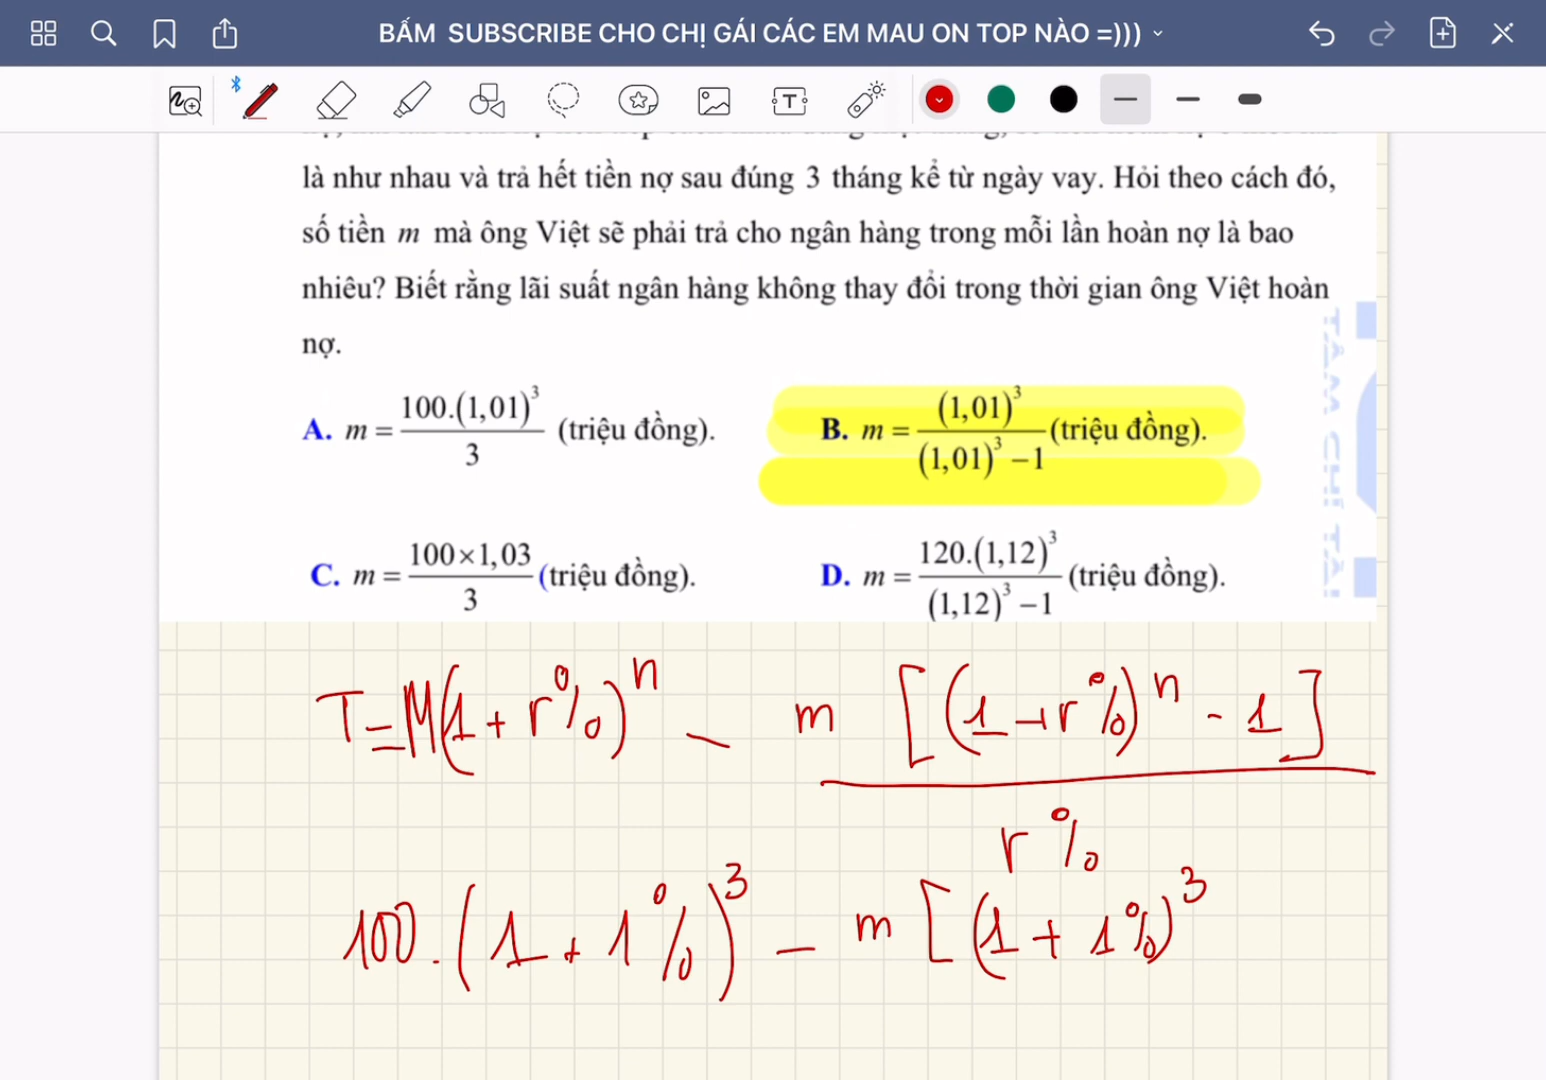 BẤM SUBSCRIBE CHO CHỊ GÁI CÁC EM MAU ON TOP NÀO =)))
là như nhau và trả hết tiền nợ sau đúng 3 tháng kể từ ngày vay. Hỏi theo cách đó,
số tiền m mà ông Việt sẽ phải trả cho ngân hàng trong mỗi lần hoàn nợ là bao
nhiêu? Biết rằng lãi suất ngân hàng không thay đổi trong thời gian ông Việt hoàn
nợ.
A. m = \frac{100.(1,01)^3}{3} (triệu đồng).
B. m = \frac{(1,01)^3}{(1,01)^3 - 1} (triệu đồng).
C. m = \frac{100×1,03}{3} (triệu đồng).
D. m = \frac{120.(1,12)^3}{(1,12)^3 - 1} (triệu đồng).
T = M(1 + r%)^n - \frac{m[(1 + r%)^n - 1]}{r%}
100.(1 + 1%)^3 - m[(1 + 1%)^3